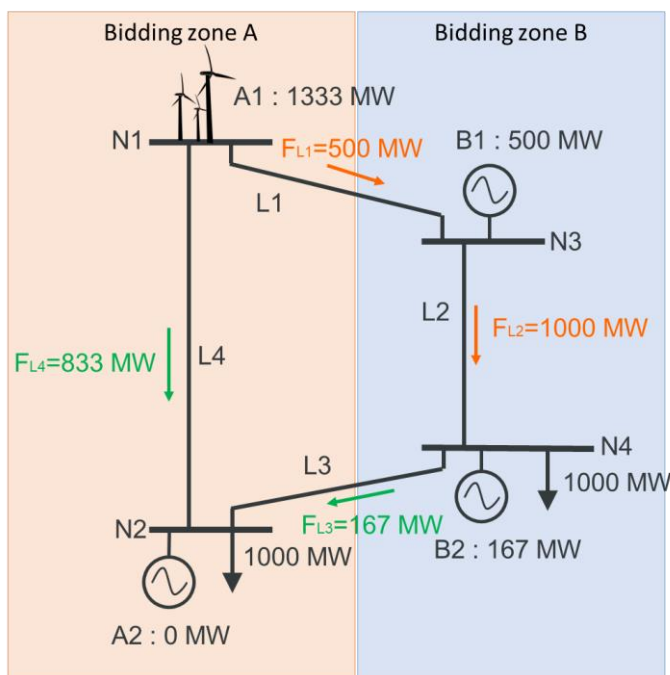 Bidding zone A
Bidding zone B
A1 : 1333 MW
N1
FL1=500 MW
B1 : 500 MW
L1
N3
L2
FL2=1000 MW
FL4=833 MW
L4
N4
L3
1000 MW
FL3=167 MW
N2
1000 MW
B2 : 167 MW
A2 : 0 MW